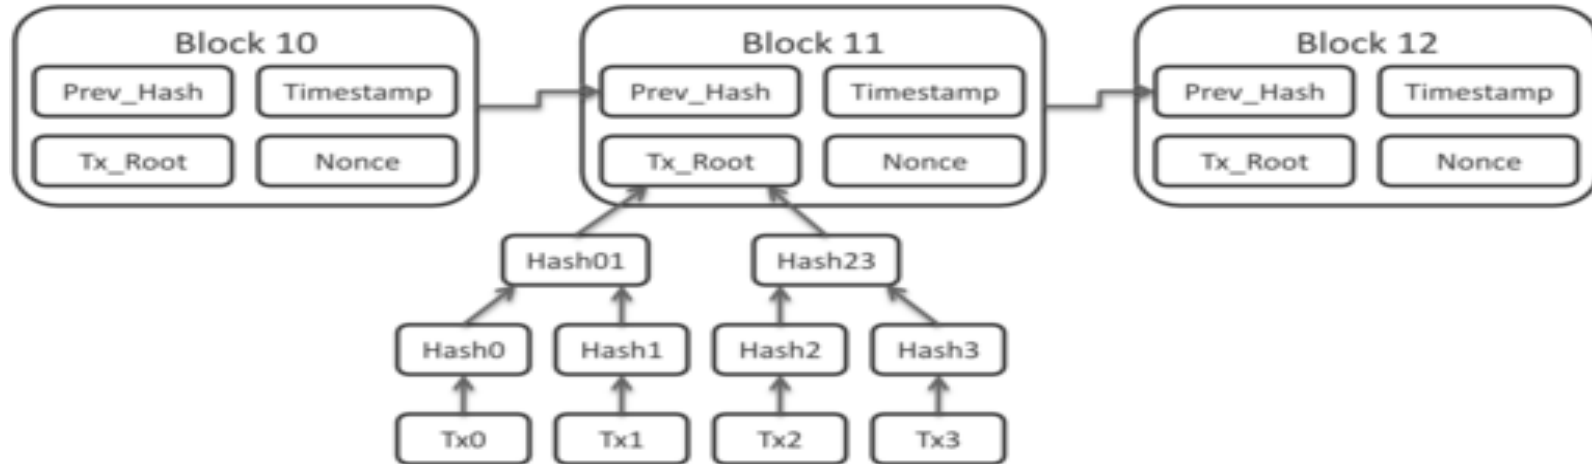 Block 10 Block 11 Block 12
Prev_Hash Timestamp Prev_Hash Timestamp Prev_Hash Timestamp
Tx_Root Nonce Tx_Root Nonce Tx_Root Nonce
Hash01 Hash23
Hash0 Hash1 Hash2 Hash3
Tx0 Tx1 Tx2 Tx3